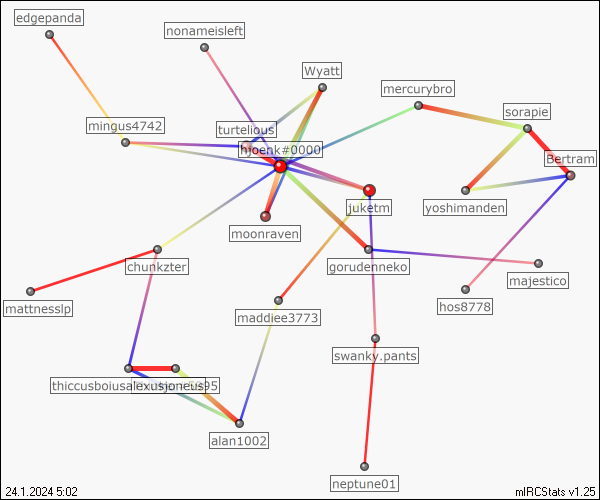 edgepanda
nonameisleft
Wyatt
mercurybro
sorapie
mingus4742
turtelious
hjoenk#0000
Bertram
juketm
yoshimanden
moonraven
chunkzter
gorudenneko
majestico
mattnesslp
maddiee3773
hos8778
swanky.pants
alan1002
neptune01
24.1.2024 5:02
mIRCStats v1.25